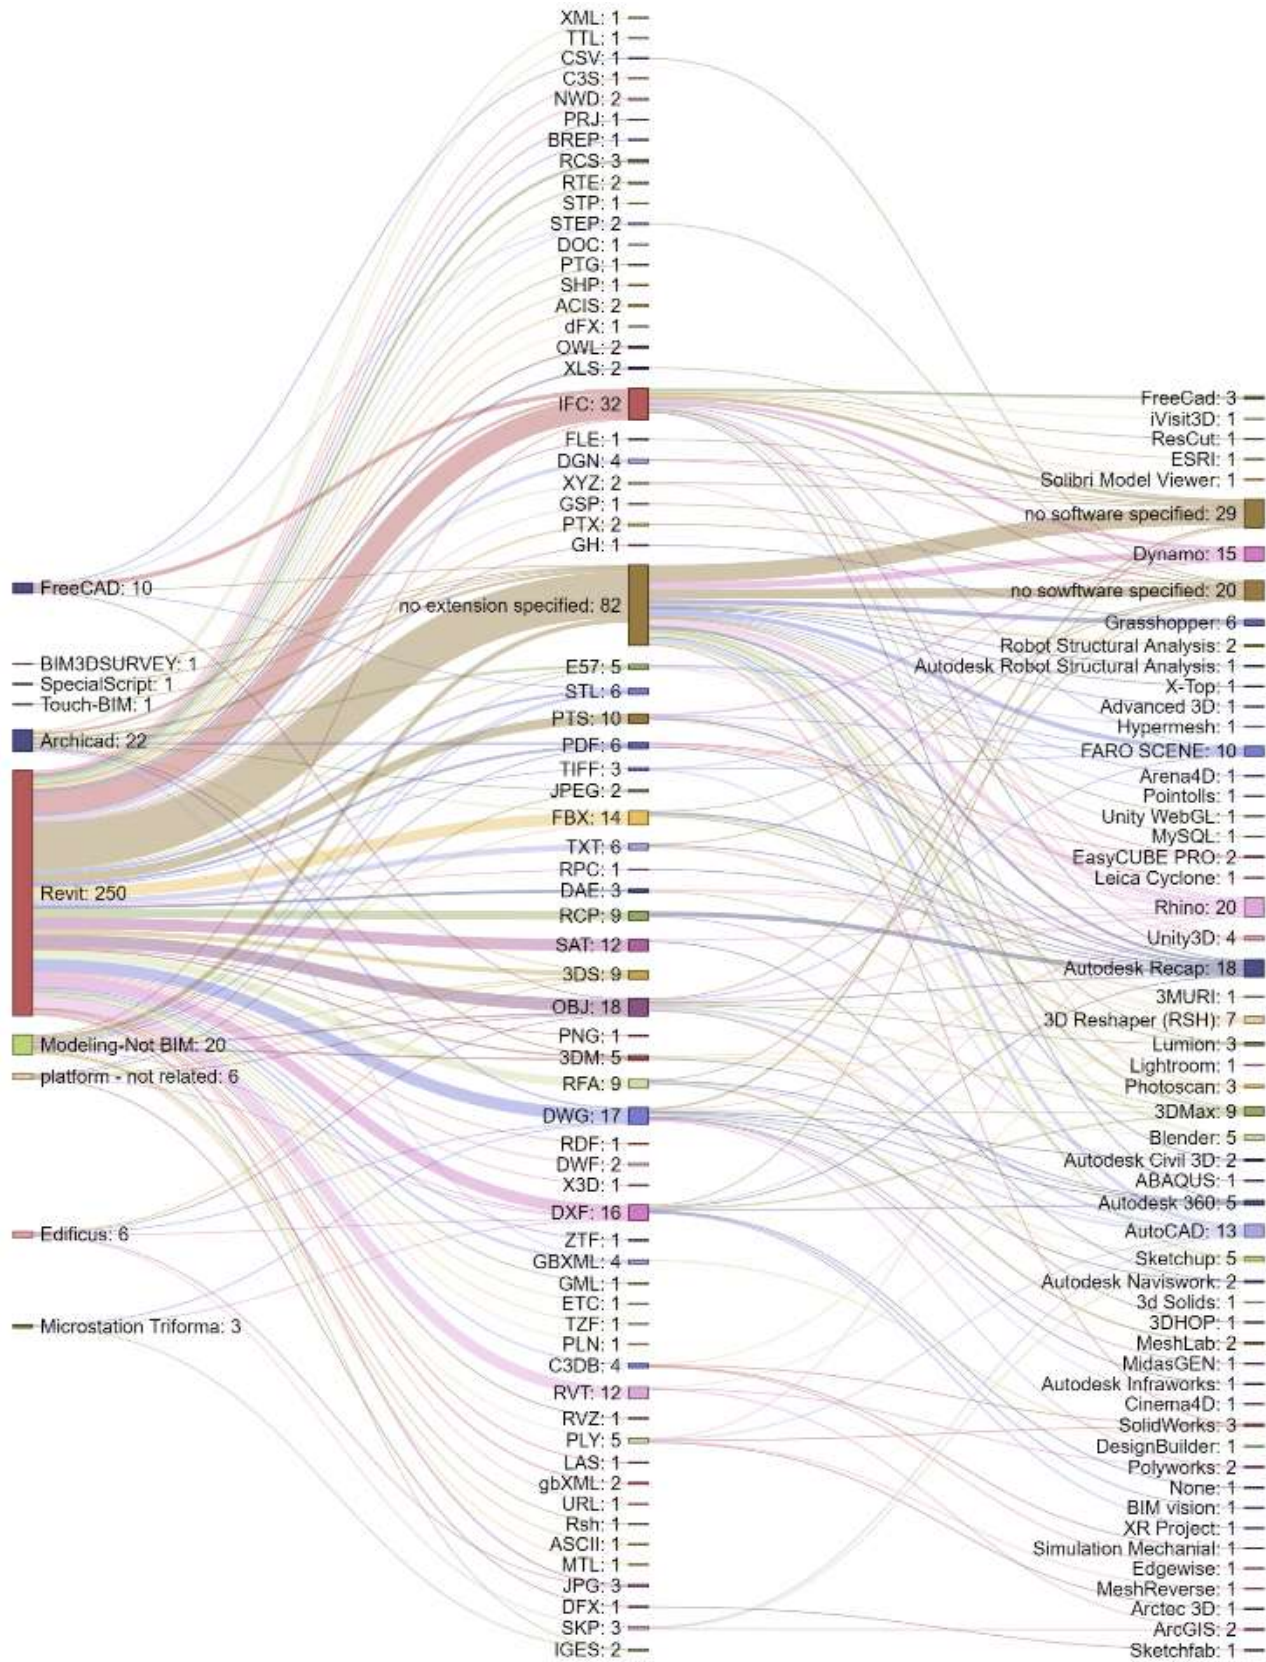 FreeCAD: 10
BIM3DSURVEY: 1
SpecialScript: 1
Touch-BIM: 1
Archicad: 22
Revit: 250
Modeling-Not BIM: 20
platform - not related: 6
Edificus: 6
Microstation Triforma: 3
XML: 1
TTL: 1
CSV: 1
C3S: 1
NWD: 2
PRJ: 1
BREP: 1
RCS: 3
RTE: 2
STP: 1
STEP: 2
DOC: 1
PTG: 1
SHP: 1
ACIS: 2
dFX: 1
OWL: 2
XLS: 2
IFC: 32
FLE: 1
DGN: 4
XYZ: 2
GSP: 1
PTX: 2
GH: 1
no extension specified: 82
E57: 5
STL: 6
PTS: 10
PDF: 6
TIFF: 3
JPEG: 2
FBX: 14
TXT: 6
RPC: 1
DAE: 3
RCP: 9
SAT: 12
3DS: 9
OBJ: 18
PNG: 1
3DM: 5
RFA: 9
DWG: 17
RDF: 1
DWF: 2
X3D: 1
DXF: 16
ZTF: 1
GBXML: 4
GML: 1
ETC: 1
TZF: 1
PLN: 1
C3DB: 4
RVT: 12
RVZ: 1
PLY: 5
LAS: 1
gbXML: 2
URL: 1
Rsh: 1
ASCII: 1
MTL: 1
JPG: 3
DFX: 1
SKP: 3
IGES: 2
FreeCad: 3
iVisit3D: 1
ResCut: 1
ESRI: 1
Solibri Model Viewer: 1
no software specified: 29
Dynamo: 15
no sowftware specified: 20
Grasshopper: 6
Robot Structural Analysis: 2
Autodesk Robot Structural Analysis: 1
X-Top: 1
Advanced 3D: 1
Hypermesh: 1
FARO SCENE: 10
Arena4D: 1
Pointolls: 1
Unity WebGL: 1
MySQL: 1
EasyCUBE PRO: 2
Leica Cyclone: 1
Rhino: 20
Unity3D: 4
Autodesk Recap: 18
3MURI: 1
3D Reshaper (RSH): 7
Lumion: 3
Lightroom: 1
Photoscan: 3
3DMax: 9
Blender: 5
Autodesk Civil 3D: 2
ABAQUS: 1
Autodesk 360: 5
AutoCAD: 13
Sketchup: 5
Autodesk Naviswork: 2
3d Solids: 1
3DHOP: 1
MeshLab: 2
MidasGEN: 1
Autodesk Infraworks: 1
Cinema4D: 1
SolidWorks: 3
DesignBuilder: 1
Polyworks: 2
None: 1
BIM vision: 1
XR Project: 1
Simulation Mechanial: 1
Edgewise: 1
MeshReverse: 1
Arctec 3D: 1
ArcGIS: 2
Sketchfab: 1